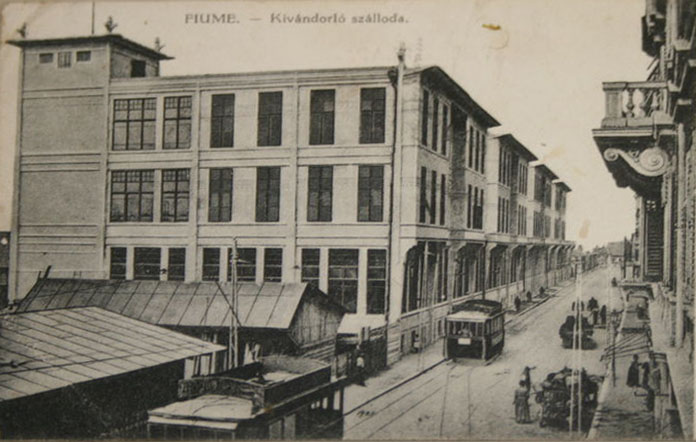 FIUME. – Kivándorló szálloda.